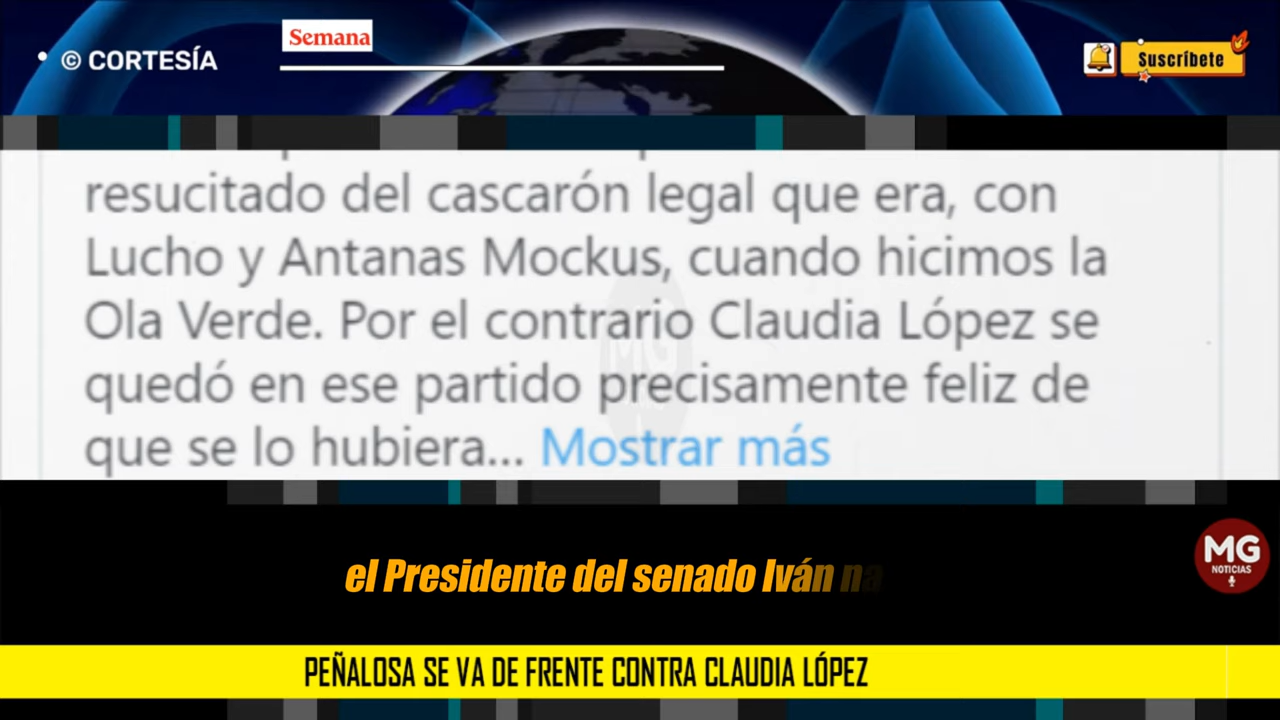 © CORTESÍA
Semana
Suscríbete
resucitado del cascarón legal que era, con
Lucho y Antanas Mockus, cuando hicimos la
Ola Verde. Por el contrario Claudia López se
quedó en ese partido precisamente feliz de
que se lo hubiera... Mostrar más
el Presidente del senado Iván na
MG
NOTICIAS
PEÑALOSA SE VA DE FRENTE CONTRA CLAUDIA LÓPEZ